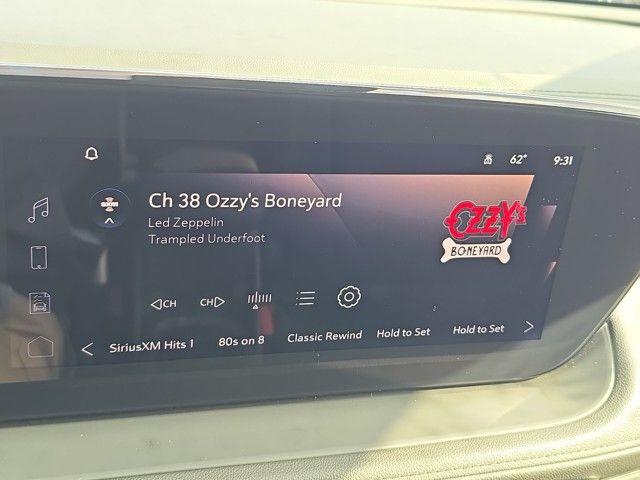 62° 9:31
SXM
Ch 38 Ozzy's Boneyard
Led Zeppelin
Trampled Underfoot
OZZY'S
BONEYARD
CH CH
SiriusXM Hits 1 80s on 8 Classic Rewind Hold to Set Hold to Set